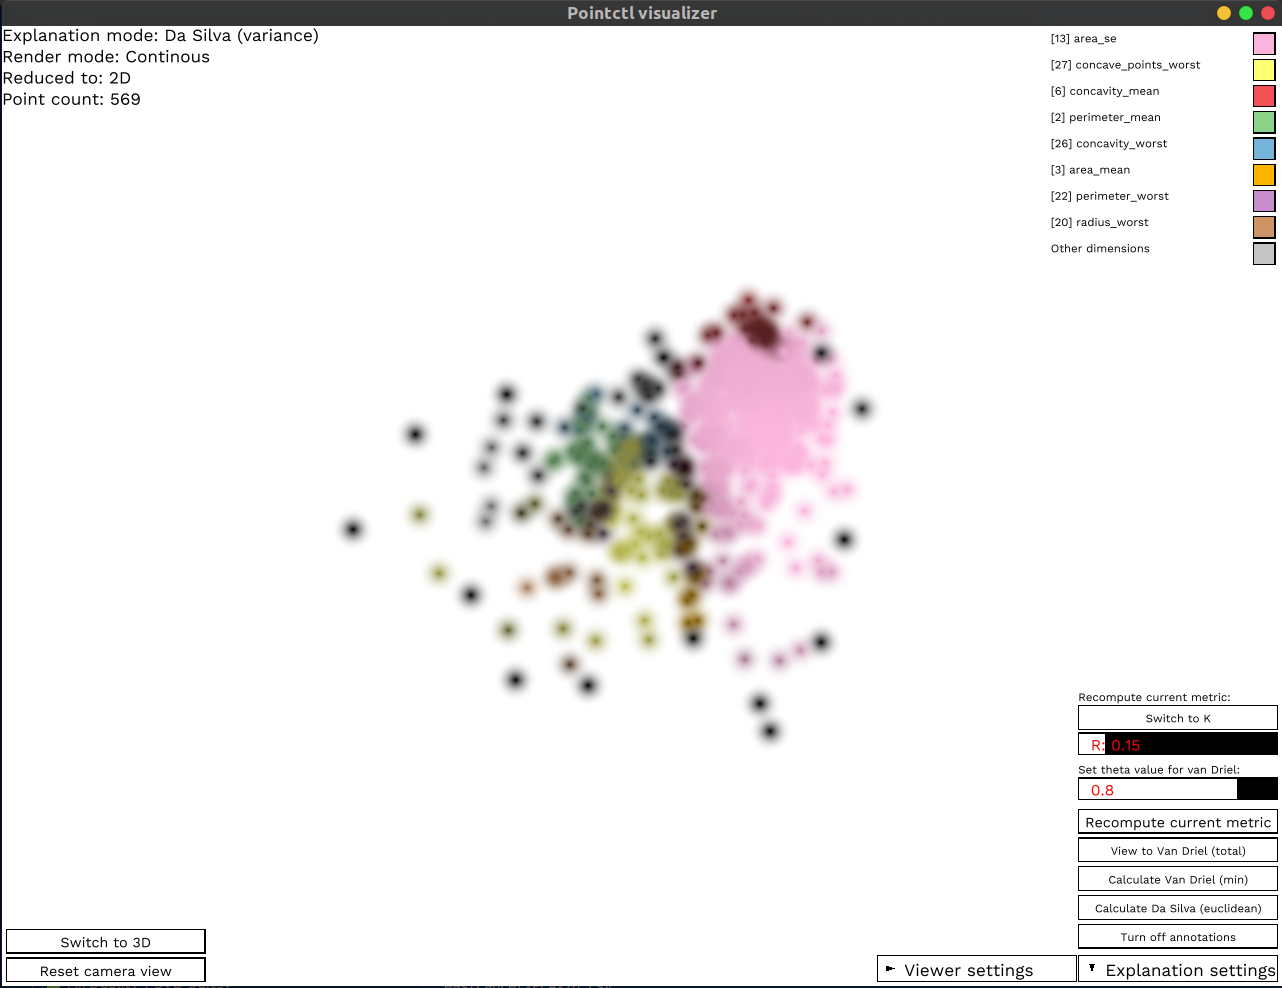 Pointctl visualizer
Explanation mode: Da Silva (variance)
Render mode: Continous
Reduced to: 2D
Point count: 569
[13] area_se
[27] concave_points_worst
[6] concavity_mean
[2] perimeter_mean
[26] concavity_worst
[3] area_mean
[22] perimeter_worst
[20] radius_worst
Other dimensions
Recompute current metric:
Switch to K
R: 0.15
Set theta value for van Driel:
0.8
Recompute current metric
View to Van Driel (total)
Calculate Van Driel (min)
Calculate Da Silva (euclidean)
Turn off annotations
Switch to 3D
Reset camera view
Viewer settings
Explanation settings